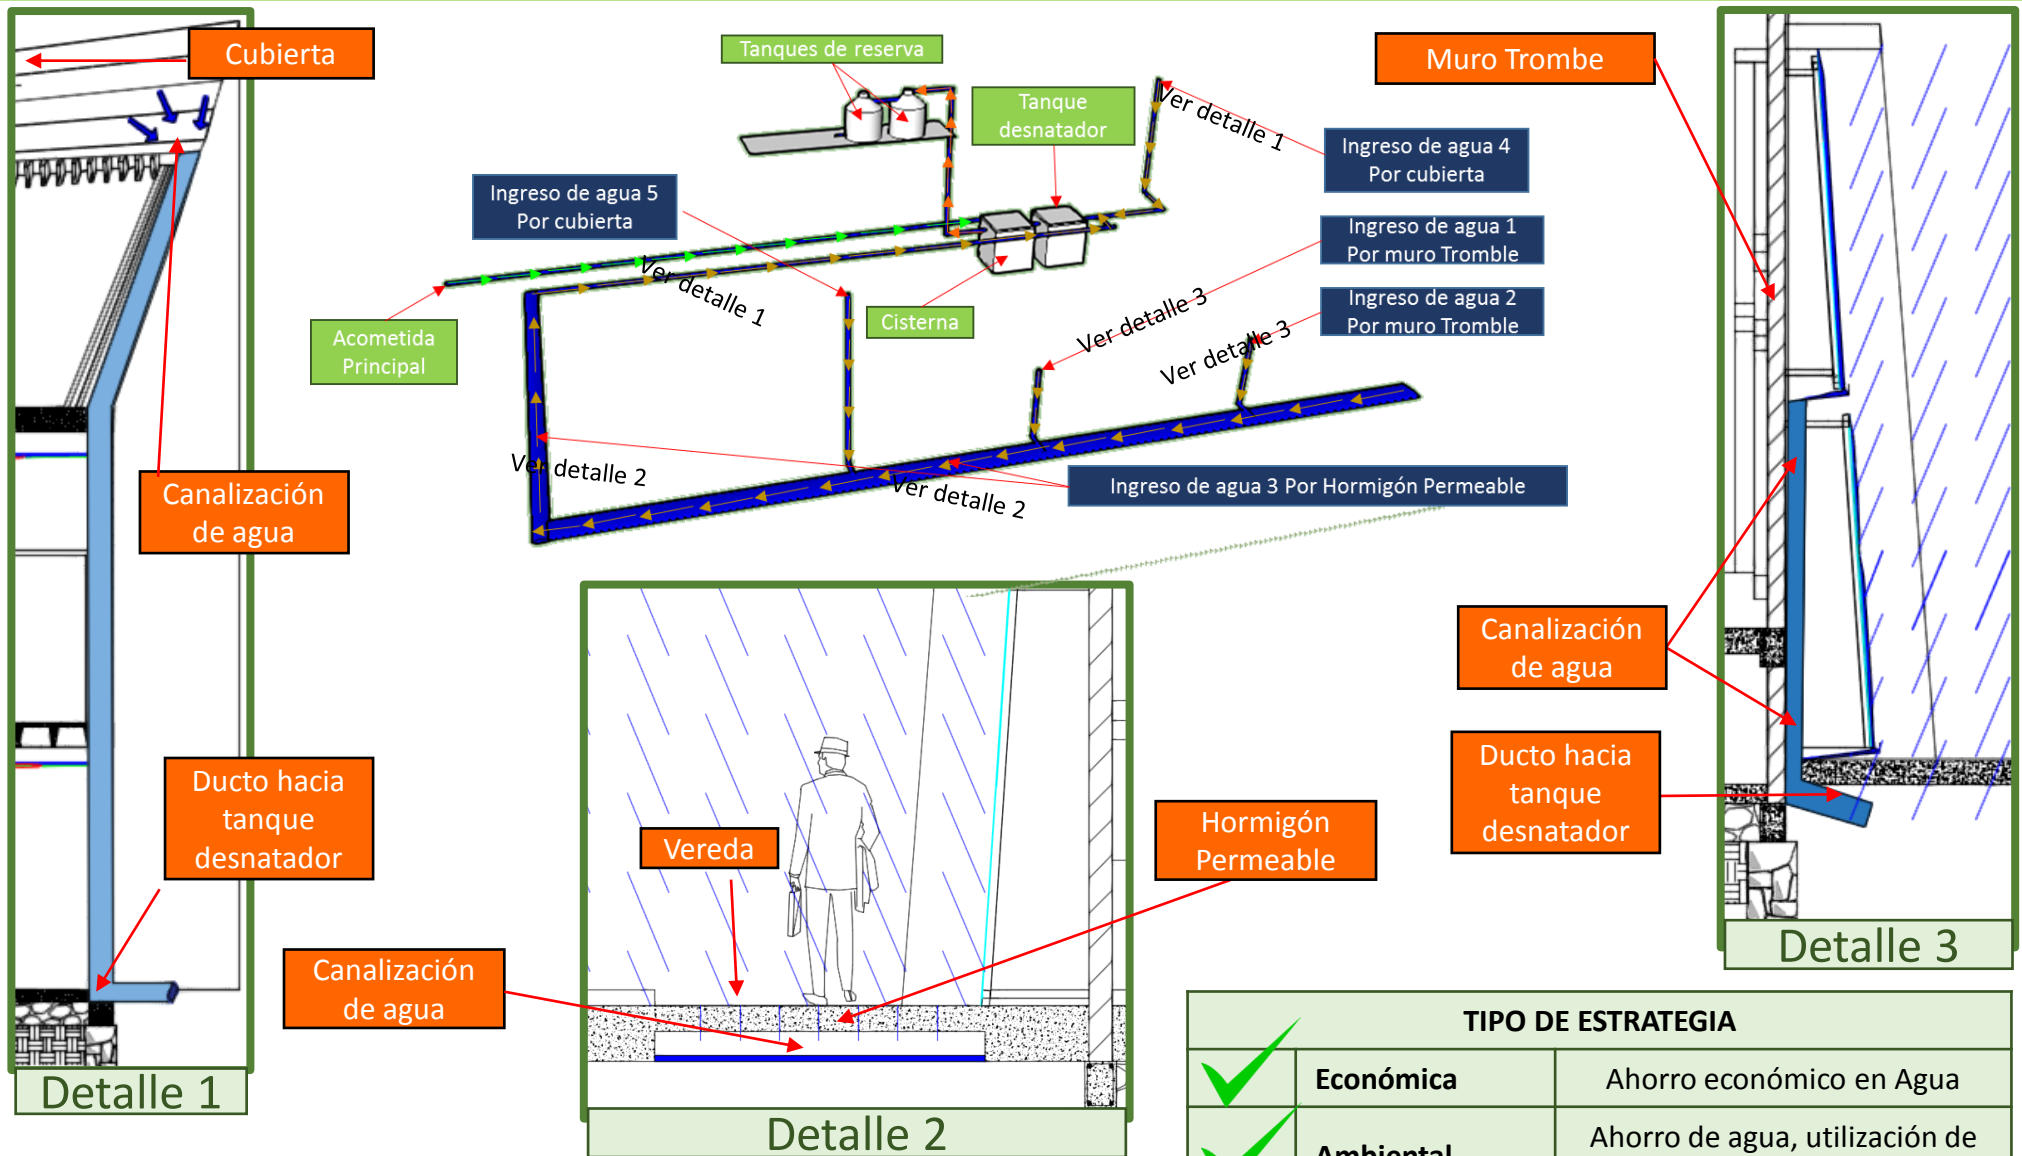 Cubierta
Tanques de reserva
Tanque
desnatador
Ver detalle 1
Ingreso de agua 4
Por cubierta
Muro Trombe
Ingreso de agua 5
Por cubierta
Ingreso de agua 1
Por muro Tromble
Ver detalle 1
Ver detalle 3
Ingreso de agua 2
Por muro Tromble
Acometida
Principal
Cisterna
Ver detalle 3
Ver detalle 2
Ver detalle 2
Ingreso de agua 3 Por Hormigón Permeable
Canalización
de agua
Canalización
de agua
Ducto hacia
tanque
desnatador
Ducto hacia
tanque
desnatador
Vereda
Hormigón
Permeable
Canalización
de agua
Detalle 3
Detalle 1
Detalle 2
TIPO DE ESTRATEGIA
Económica
Ahorro económico en Agua
Ambiental
Ahorro de agua, utilización de